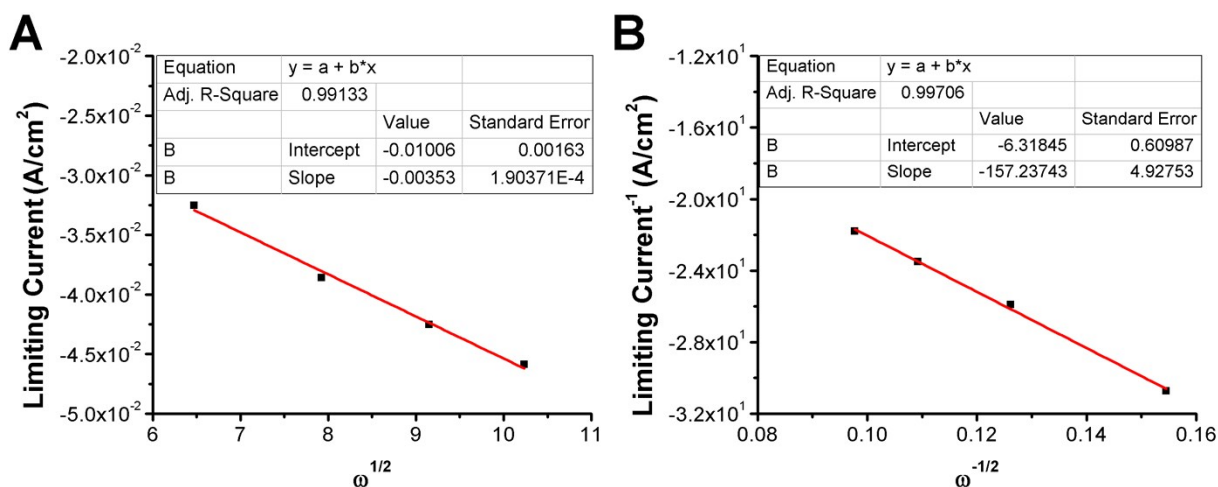 A
Limiting Current (A/cm²)
-2.0x10⁻²
-2.5x10⁻²
-3.0x10⁻²
-3.5x10⁻²
-4.0x10⁻²
-4.5x10⁻²
-5.0x10⁻²
Equation y = a + b*x
Adj. R-Square 0.99133
Value Standard Error
B Intercept -0.01006 0.00163
B Slope -0.00353 1.90371E-4
6 7 8 9 10 11
ω¹/²
B
Limiting Current⁻¹ (A/cm²)
-1.2x10¹
-1.6x10¹
-2.0x10¹
-2.4x10¹
-2.8x10¹
-3.2x10¹
Equation y = a + b*x
Adj. R-Square 0.99706
Value Standard Error
B Intercept -6.31845 0.60987
B Slope -157.23743 4.92753
0.08 0.10 0.12 0.14 0.16
ω⁻¹/²